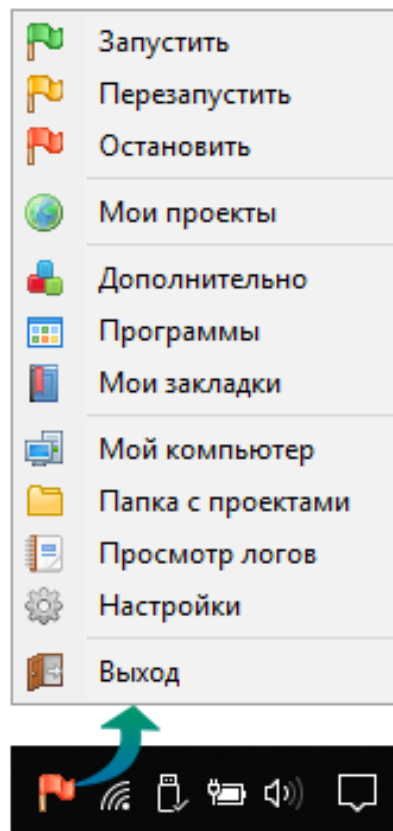 Запустить
Перезапустить
Остановить
Мои проекты
Дополнительно
Программы
Мои закладки
Мой компьютер
Папка с проектами
Просмотр логов
Настройки
Выход